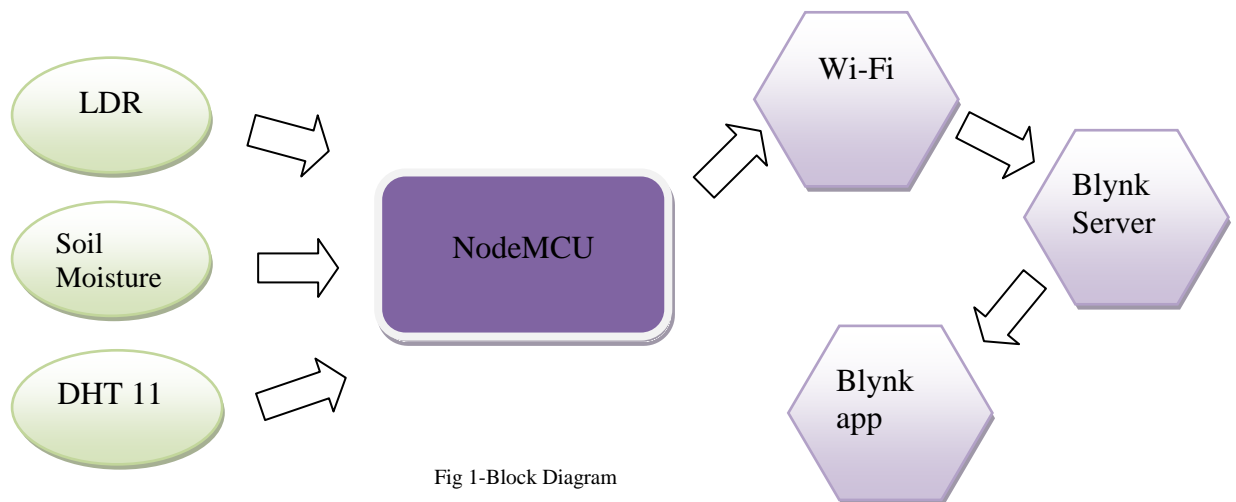 LDR
Soil
Moisture
DHT 11
NodeMCU
Wi-Fi
Blynk
Server
Blynk
app
Fig 1-Block Diagram